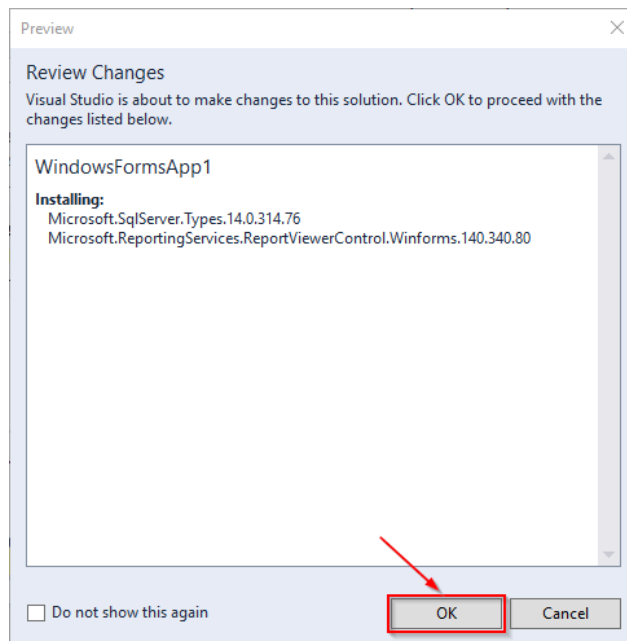 Preview
Review Changes
Visual Studio is about to make changes to this solution. Click OK to proceed with the
changes listed below.
WindowsFormsApp1
Installing:
Microsoft.SqlServer.Types.14.0.314.76
Microsoft.ReportingServices.ReportViewerControl.Winforms.140.340.80
Do not show this again
OK
Cancel